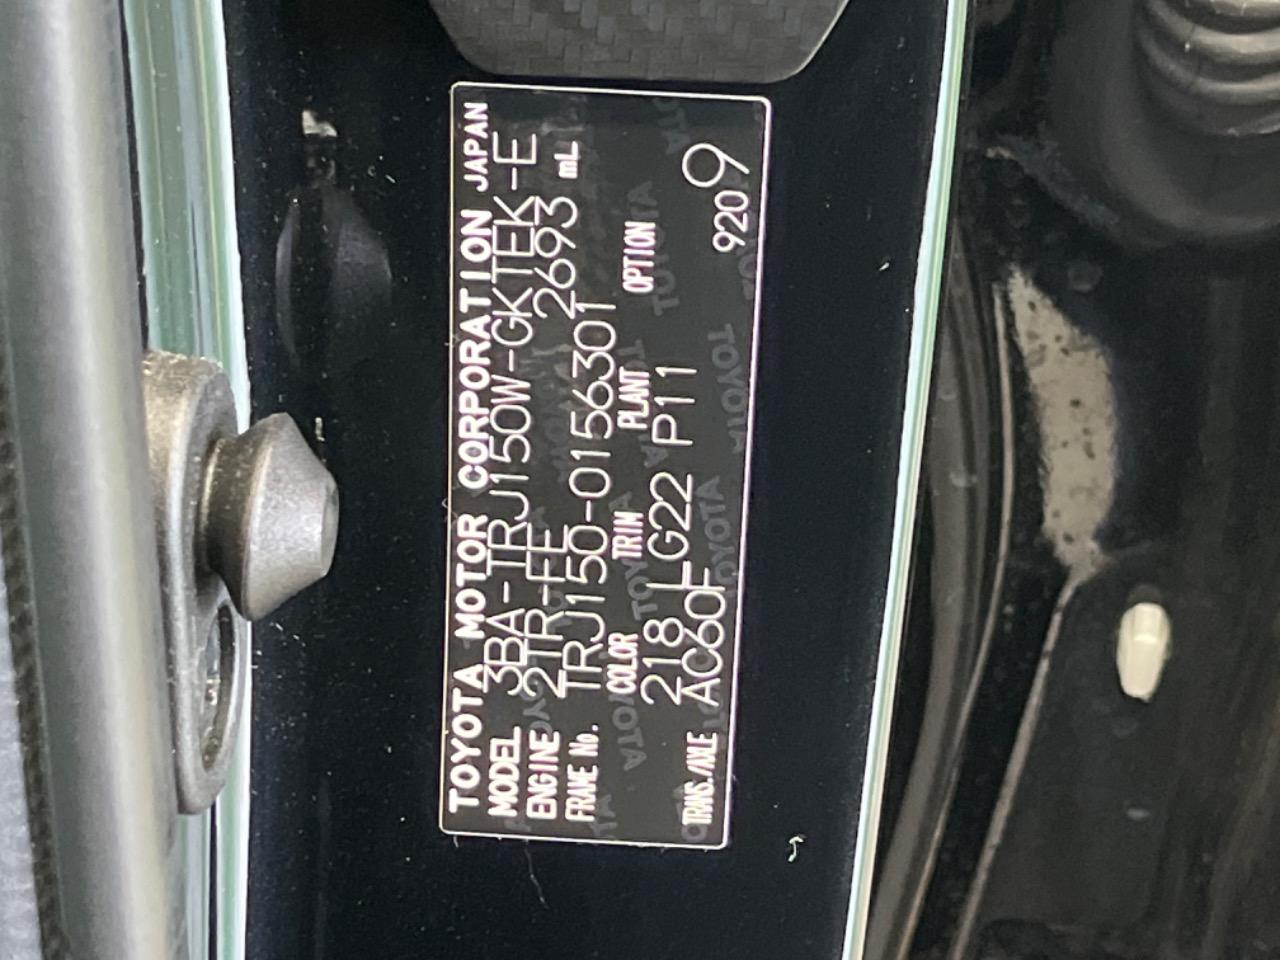 TOYOTA MOTOR CORPORATION JAPAN
MODEL 3BA-TRJ150W-GKTEK-E
ENGINE 2TR-FE 2693 mL
FRAME No. TRJ150-0156301
COLOR TRIM PLANT OPTION
218 LG22 P11
TRANS./AXLE AC60F 9209